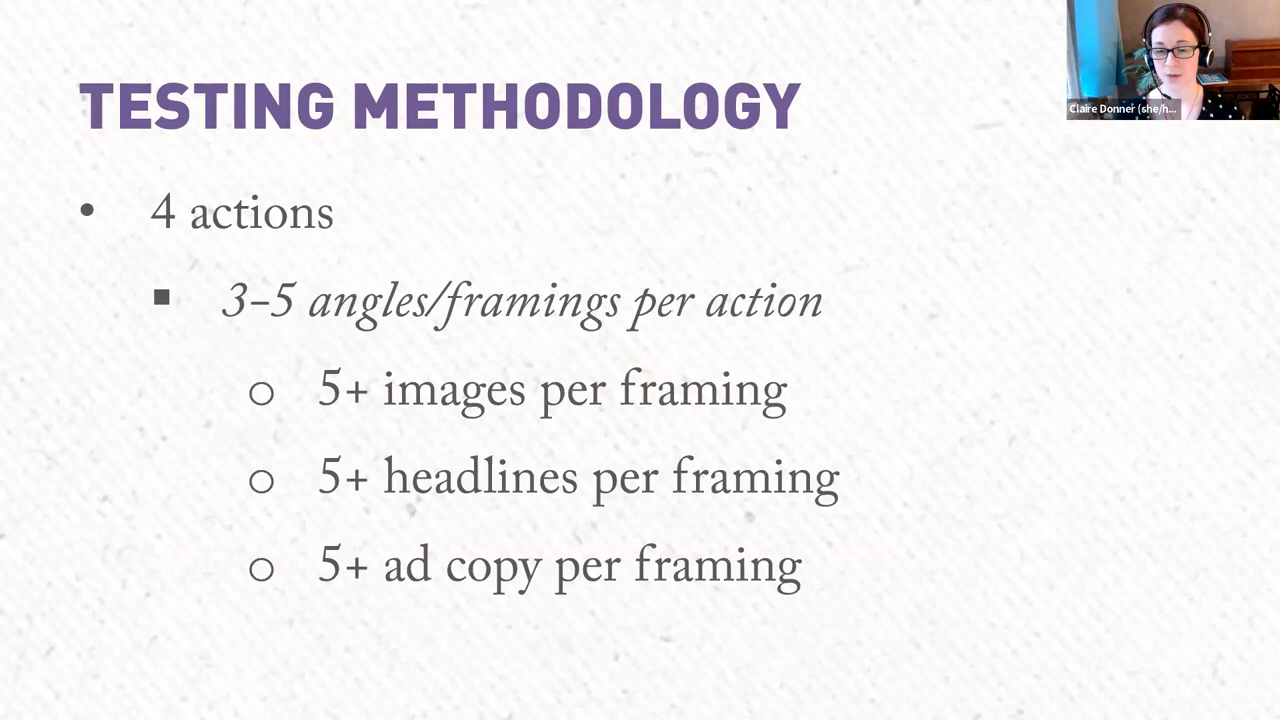 TESTING METHODOLOGY
Claire Donner (she/h...
• 4 actions
▪ 3–5 angles/framings per action
○ 5+ images per framing
○ 5+ headlines per framing
○ 5+ ad copy per framing